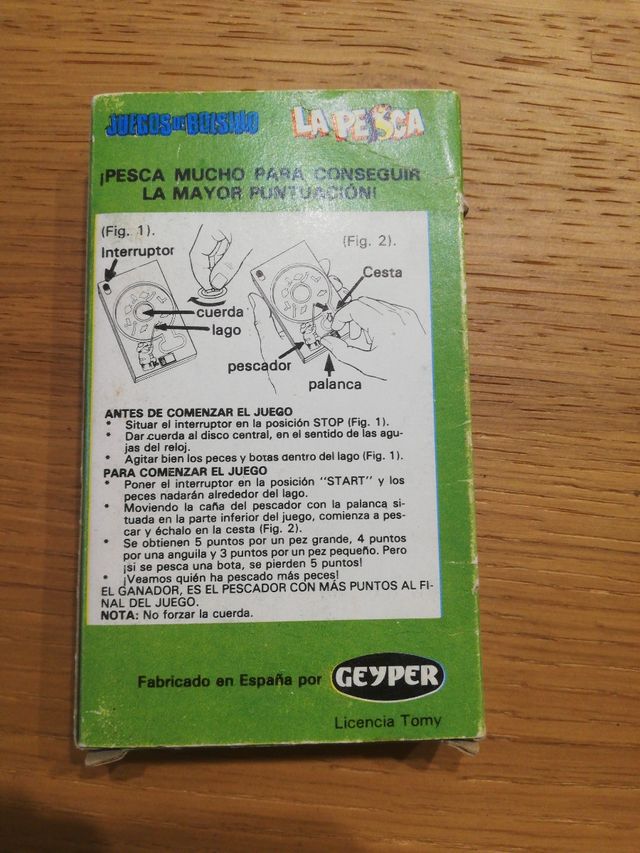 JUEGOS DE BOLSILLO LA PESCA
¡PESCA MUCHO PARA CONSEGUIR
LA MAYOR PUNTUACIÓN!
(Fig. 1).
Interruptor
(Fig. 2).
Cesta
cuerda
lago
pescador
palanca
ANTES DE COMENZAR EL JUEGO
* Situar el interruptor en la posición STOP (Fig. 1).
* Dar cuerda al disco central, en el sentido de las agu-
jas del reloj.
* Agitar bien los peces y botas dentro del lago (Fig. 1).
PARA COMENZAR EL JUEGO
* Poner el interruptor en la posición "START" y los
peces nadarán alrededor del lago.
* Moviendo la caña del pescador con la palanca si-
tuada en la parte inferior del juego, comienza a pes-
car y échalo en la cesta (Fig. 2).
* Se obtienen 5 puntos por un pez grande, 4 puntos
por una anguila y 3 puntos por un pez pequeño. Pero
¡si se pesca una bota, se pierden 5 puntos!
* ¡Veamos quién ha pescado más peces!
EL GANADOR, ES EL PESCADOR CON MÁS PUNTOS AL FI-
NAL DEL JUEGO.
NOTA: No forzar la cuerda.
Fabricado en España por GEYPER
Licencia Tomy